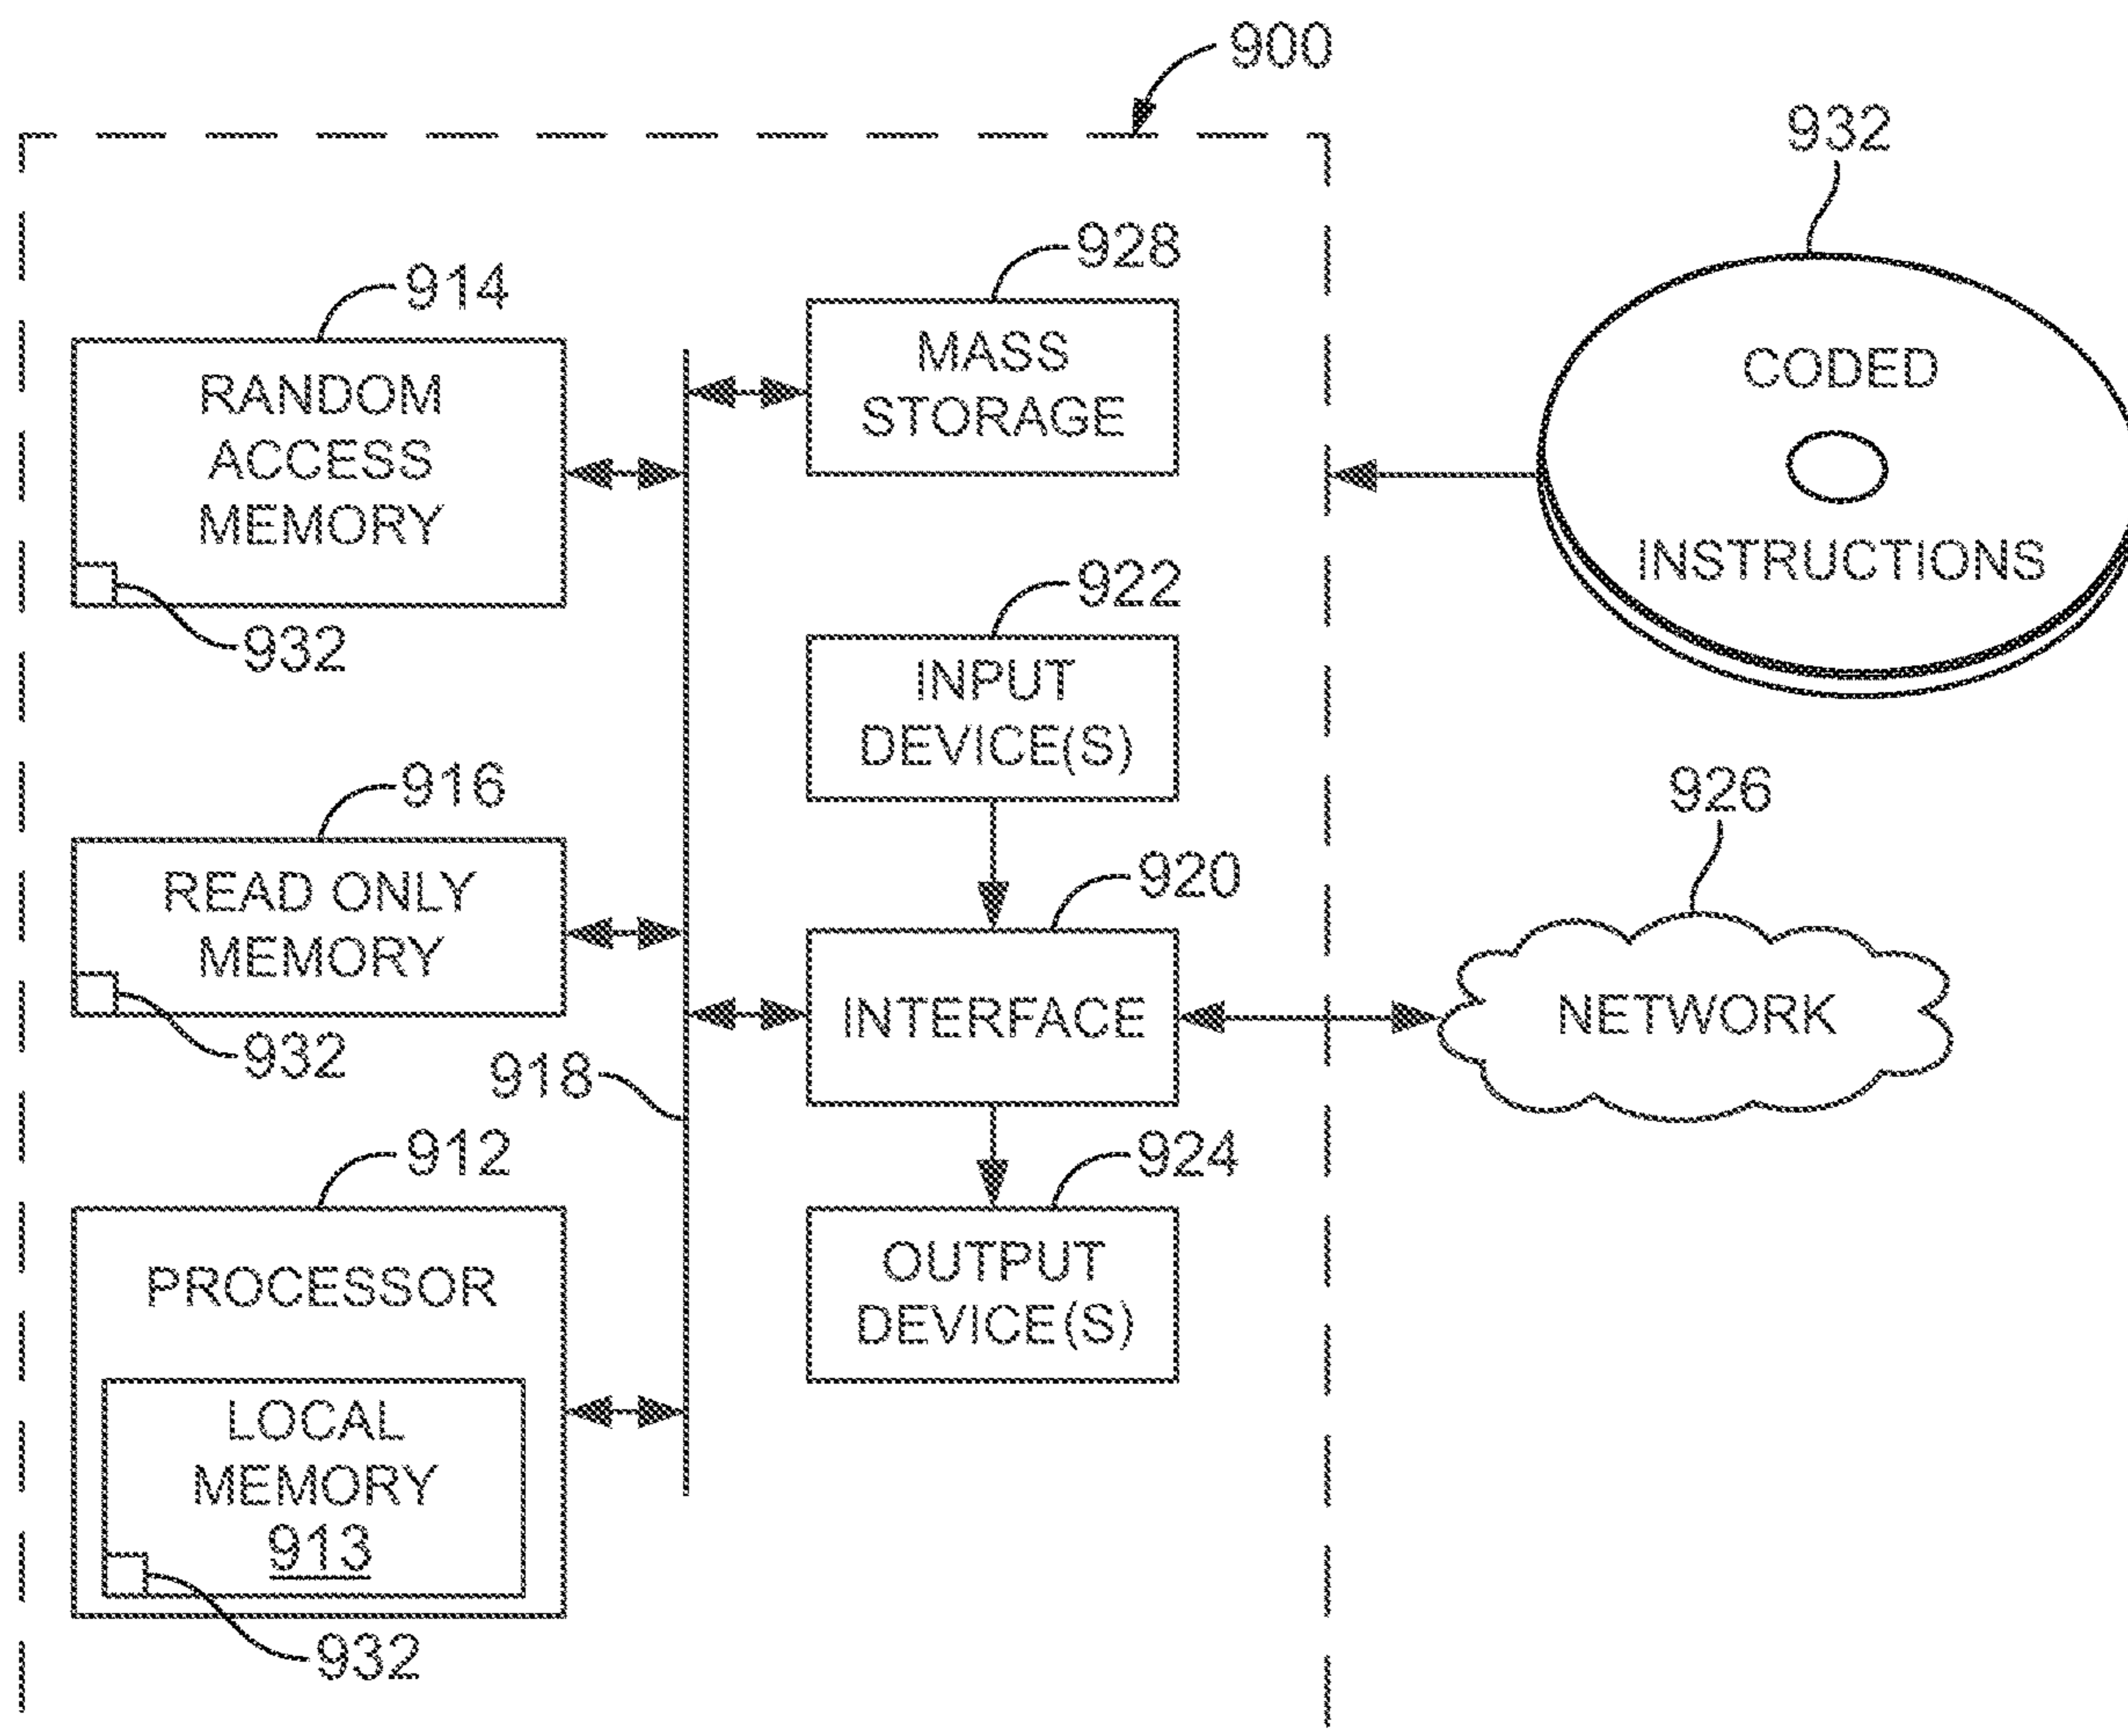 900
932
928
914
MASS
STORAGE
RANDOM
ACCESS
MEMORY
CODED
INSTRUCTIONS
922
932
INPUT
DEVICE(S)
916
926
READ ONLY
MEMORY
920
INTERFACE
NETWORK
932
918
912
924
PROCESSOR
OUTPUT
DEVICE(S)
LOCAL
MEMORY
913
932